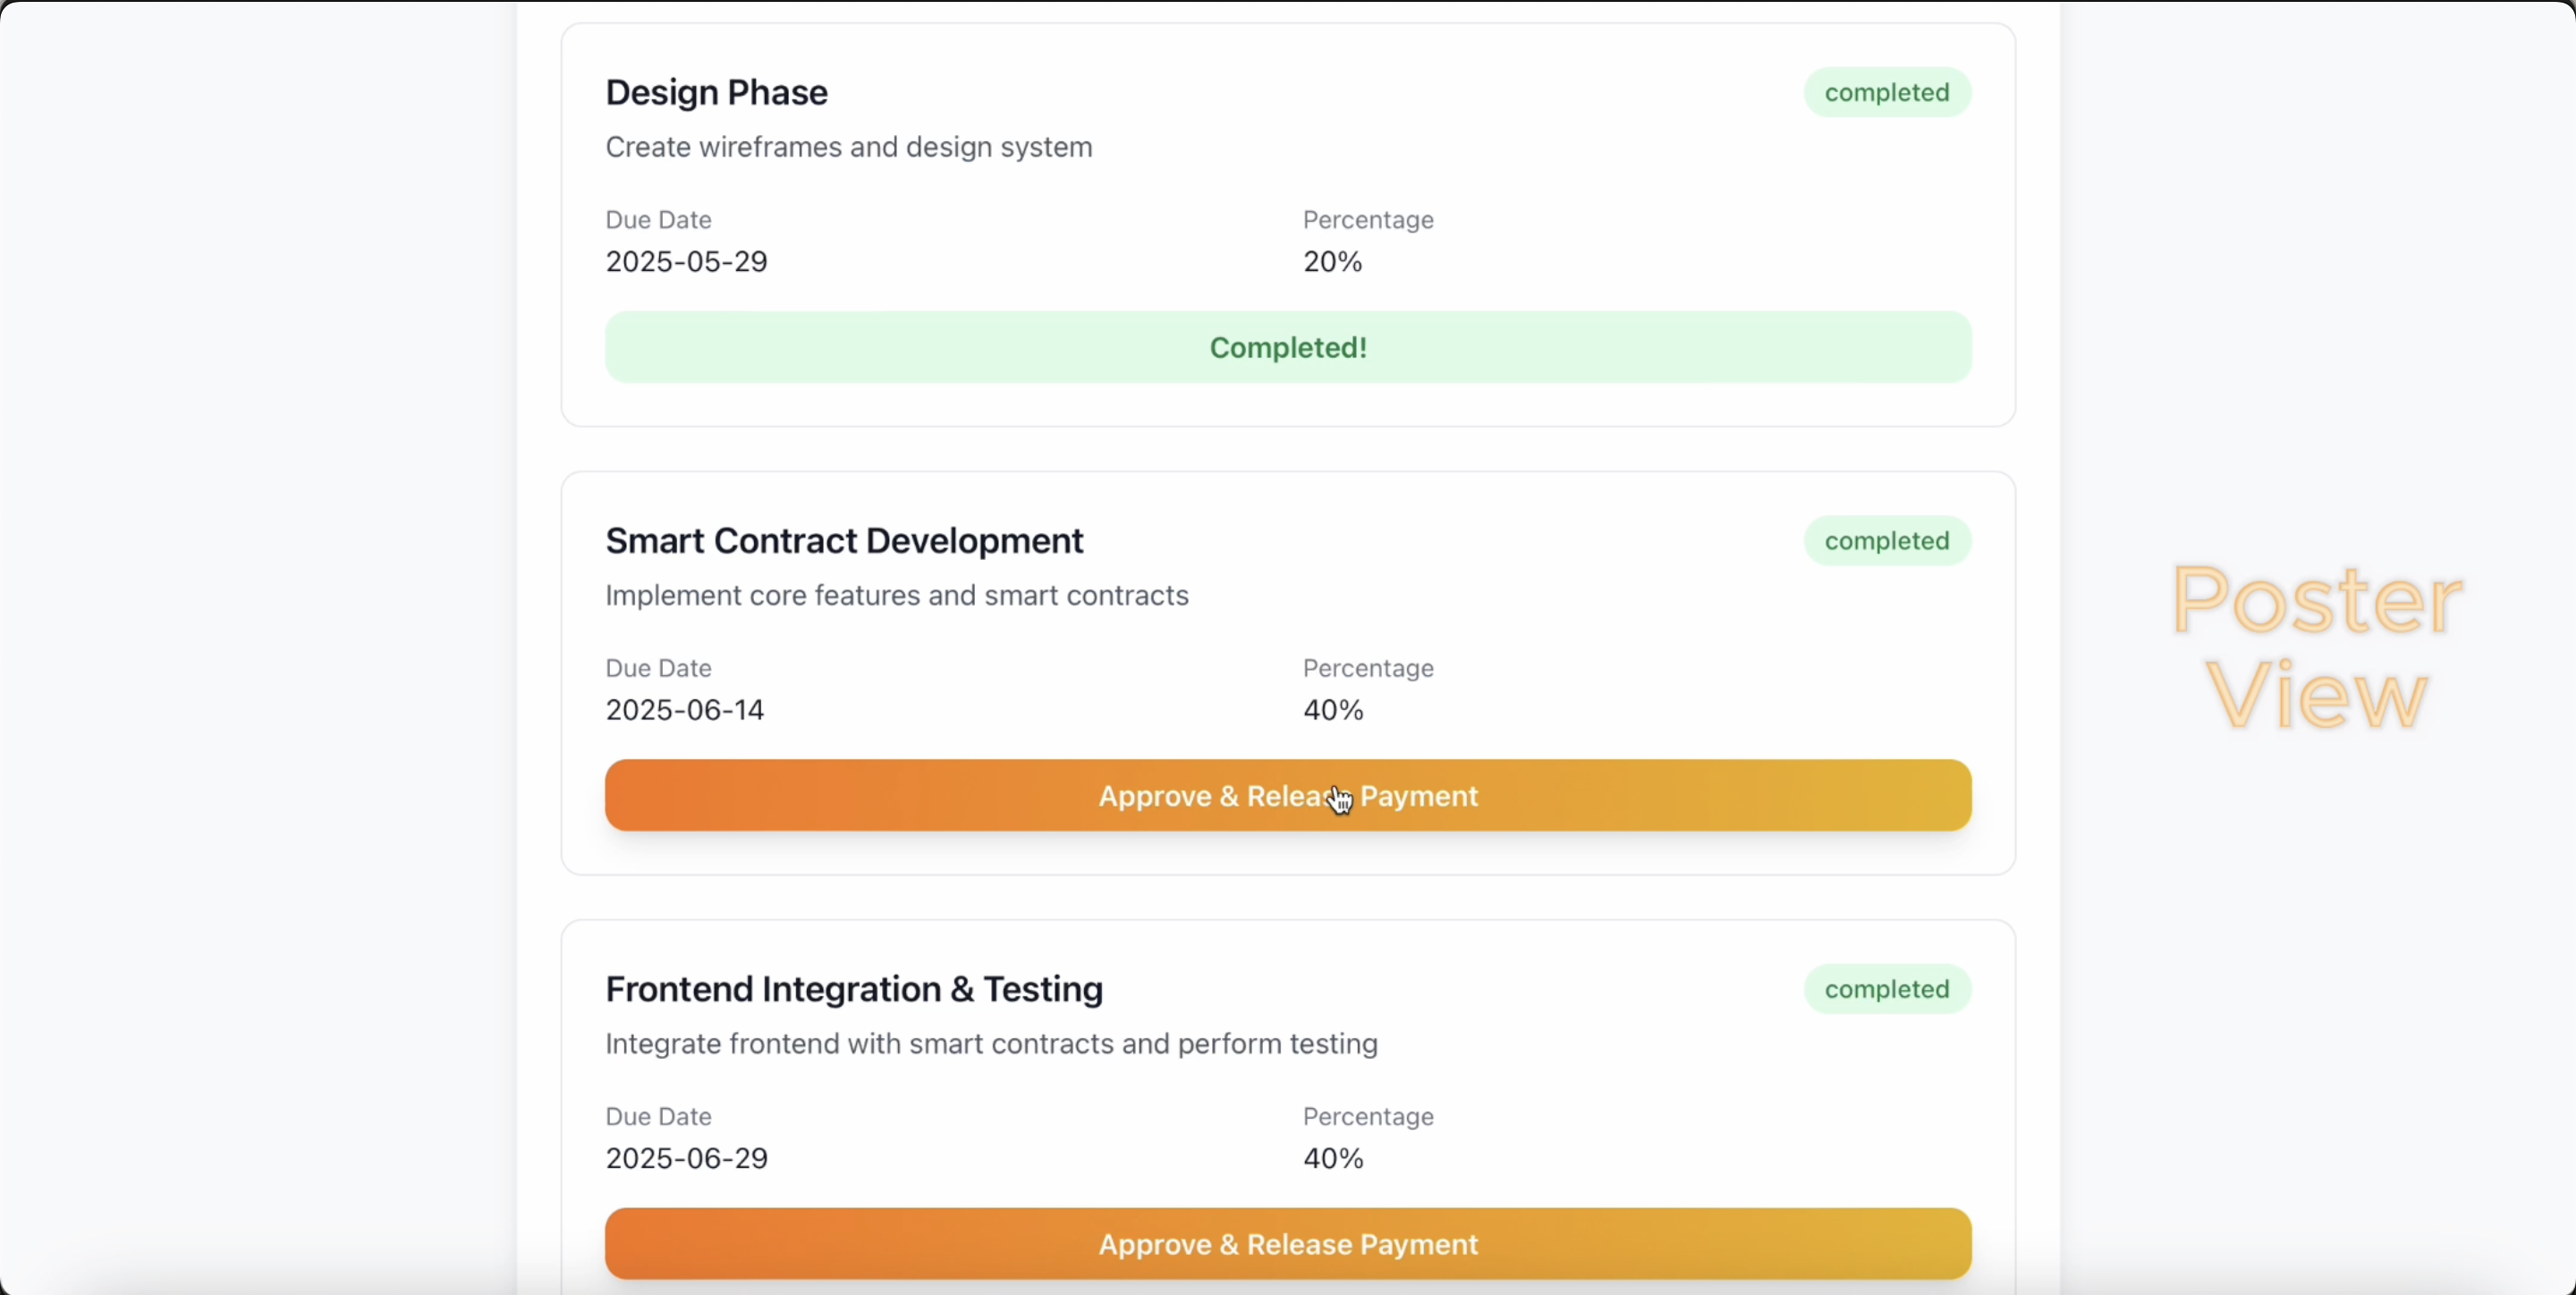 Design Phase
completed
Create wireframes and design system
Due Date
Percentage
2025-05-29
20%
Completed!
Smart Contract Development
completed
Implement core features and smart contracts
Due Date
Percentage
2025-06-14
40%
Approve & Release Payment
Poster
View
Frontend Integration & Testing
completed
Integrate frontend with smart contracts and perform testing
Due Date
Percentage
2025-06-29
40%
Approve & Release Payment